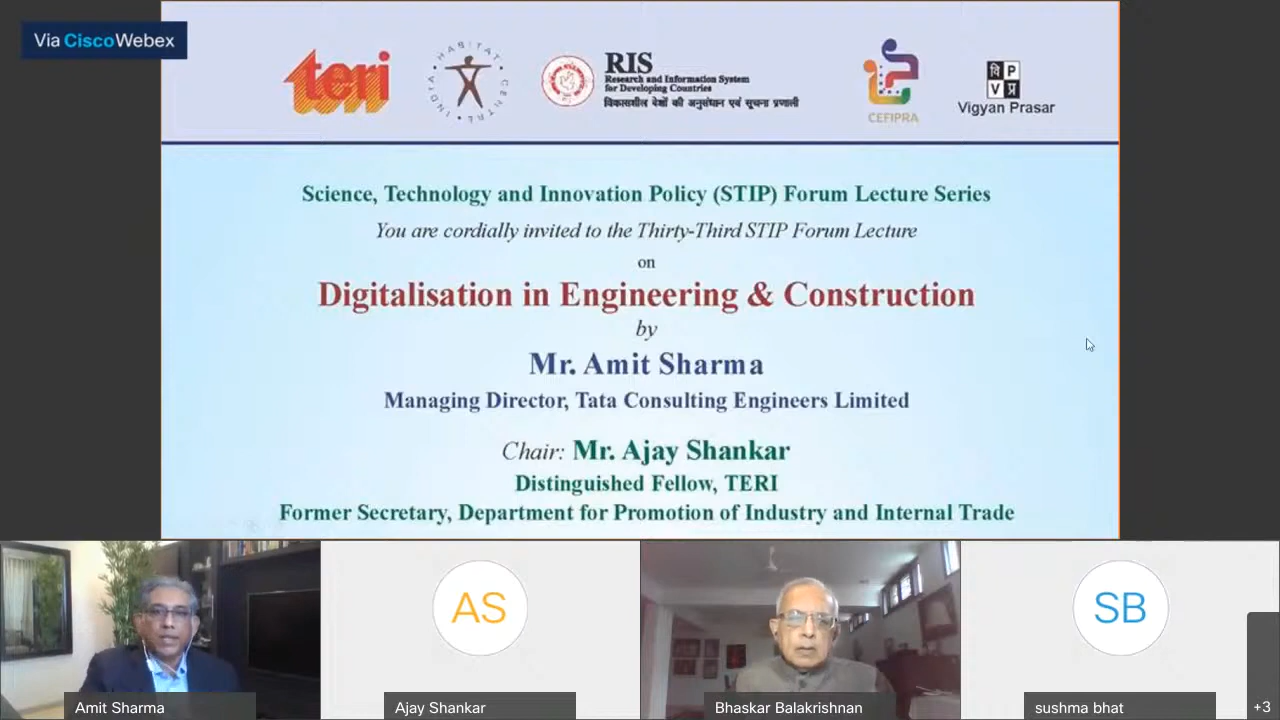 Via CiscoWebex
teri
INDIA HABITAT CENTRE
RIS
Research and Information System
for Developing Countries
विकासशील देशों की अनुसंधान एवं सूचना प्रणाली
CEFIPRA
वि P
V प्र
Vigyan Prasar
Science, Technology and Innovation Policy (STIP) Forum Lecture Series
You are cordially invited to the Thirty-Third STIP Forum Lecture
on
Digitalisation in Engineering & Construction
by
Mr. Amit Sharma
Managing Director, Tata Consulting Engineers Limited
Chair: Mr. Ajay Shankar
Distinguished Fellow, TERI
Former Secretary, Department for Promotion of Industry and Internal Trade
AS
SB
Amit Sharma
Ajay Shankar
Bhaskar Balakrishnan
sushma bhat
+3